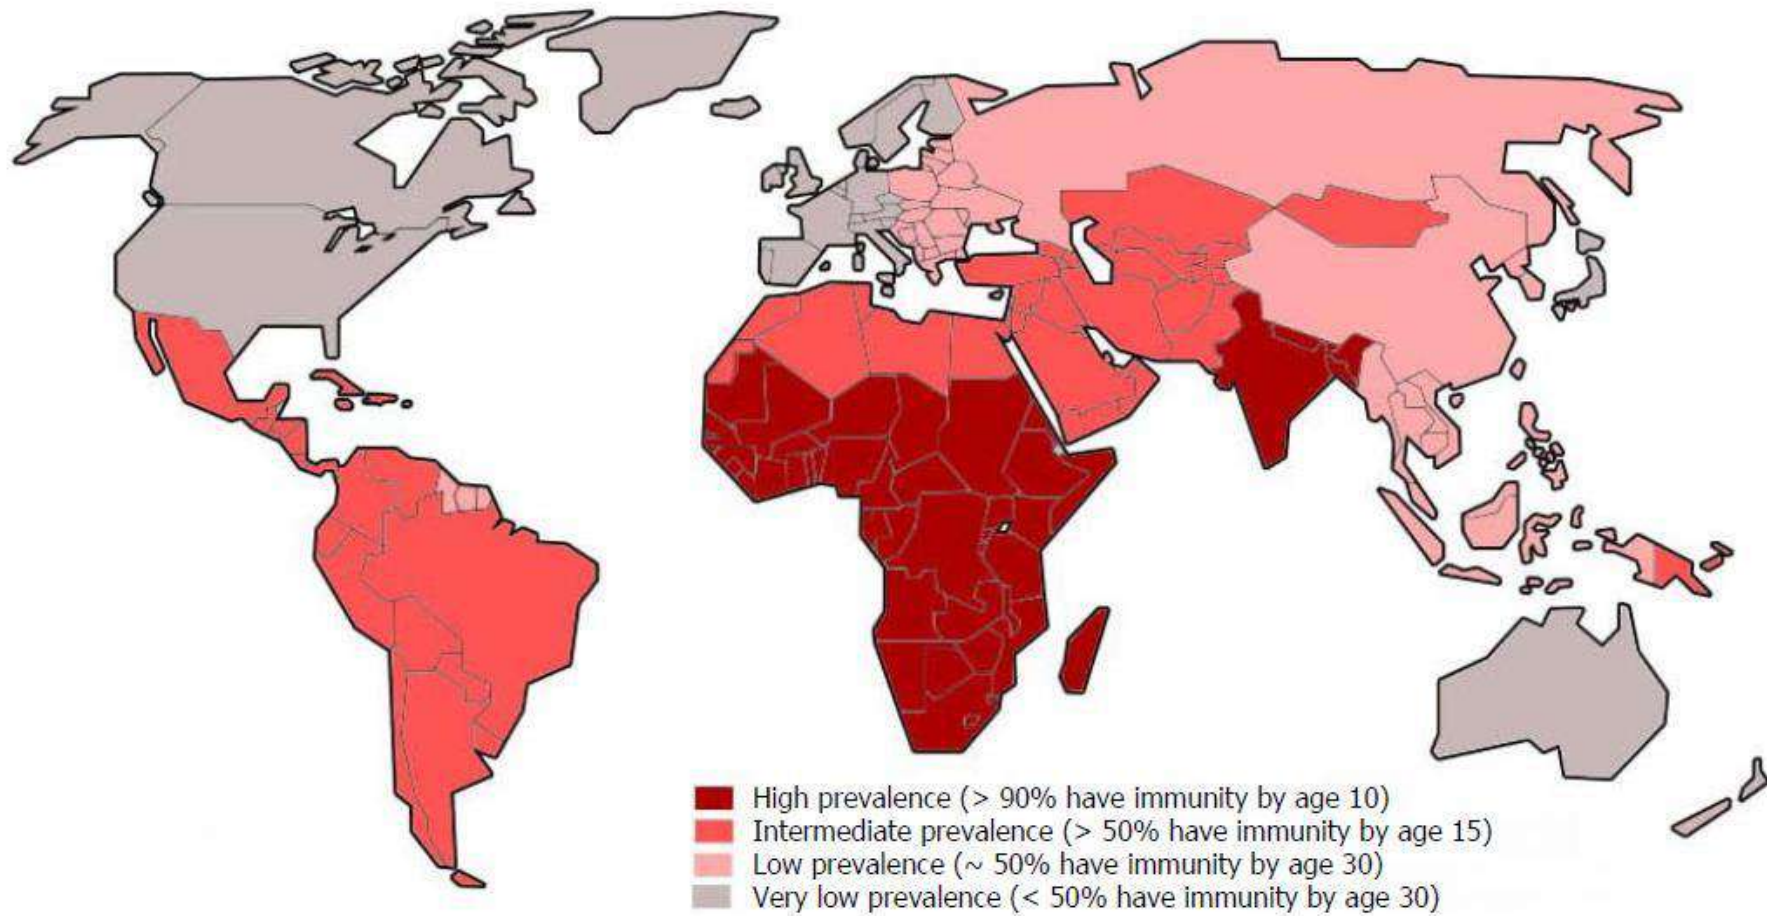 High prevalence (> 90% have immunity by age 10)
Intermediate prevalence (> 50% have immunity by age 15)
Low prevalence (~ 50% have immunity by age 30)
Very low prevalence (< 50% have immunity by age 30)